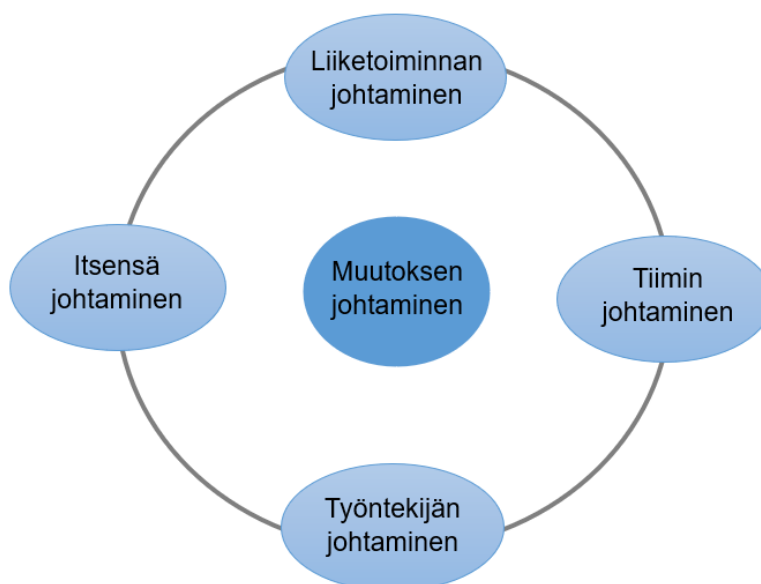 Liiketoiminnan
johtaminen
Itsensä
johtaminen
Muutoksen
johtaminen
Tiimin
johtaminen
Työntekijän
johtaminen